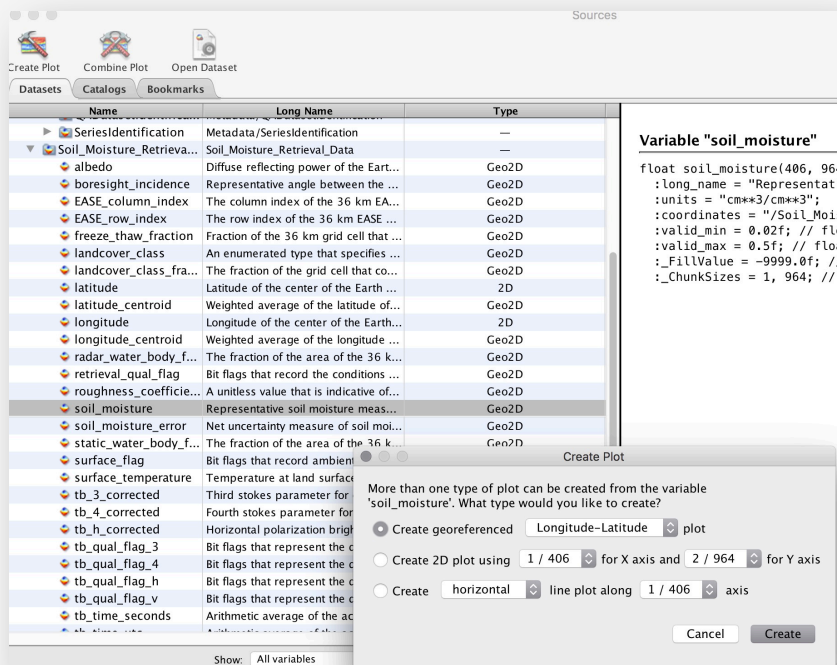 Sources
Create Plot Combine Plot Open Dataset
Datasets Catalogs Bookmarks
Name Long Name Type
SeriesIdentification Metadata/SeriesIdentification —
Soil_Moisture_Retrieva... Soil_Moisture_Retrieval_Data —
albedo Diffuse reflecting power of the Eart... Geo2D
boresight_incidence Representative angle between the ... Geo2D
EASE_column_index The column index of the 36 km EA... Geo2D
EASE_row_index The row index of the 36 km EASE ... Geo2D
freeze_thaw_fraction Fraction of the 36 km grid cell that ... Geo2D
landcover_class An enumerated type that specifies ... Geo2D
landcover_class_fra... The fraction of the grid cell that co... Geo2D
latitude Latitude of the center of the Earth ... 2D
latitude_centroid Weighted average of the latitude of... Geo2D
longitude Longitude of the center of the Earth... 2D
longitude_centroid Weighted average of the longitude ... Geo2D
radar_water_body_f... The fraction of the area of the 36 k... Geo2D
retrieval_qual_flag Bit flags that record the conditions ... Geo2D
roughness_coefficie... A unitless value that is indicative of... Geo2D
soil_moisture Representative soil moisture meas... Geo2D
soil_moisture_error Net uncertainty measure of soil moi... Geo2D
static_water_body_f... The fraction of the area of the 36 k... Geo2D
surface_flag Bit flags that record ambient
surface_temperature Temperature at land surface
tb_3_corrected Third stokes parameter for
tb_4_corrected Fourth stokes parameter for
tb_h_corrected Horizontal polarization brigh
tb_qual_flag_3 Bit flags that represent the
tb_qual_flag_4 Bit flags that represent the
tb_qual_flag_h Bit flags that represent the
tb_qual_flag_v Bit flags that represent the
tb_time_seconds Arithmetic average of the ac
Show: All variables
Variable "soil_moisture"
float soil_moisture(406, 964
:long_name = "Representat
:units = "cm**3/cm**3";
:coordinates = "/Soil_Moi
:valid_min = 0.02f; // flo
:valid_max = 0.5f; // floa
:_FillValue = -9999.0f; //
:_ChunkSizes = 1, 964; //
Create Plot
More than one type of plot can be created from the variable
'soil_moisture'. What type would you like to create?
Create georeferenced Longitude-Latitude plot
Create 2D plot using 1 / 406 for X axis and 2 / 964 for Y axis
Create horizontal line plot along 1 / 406 axis
Cancel Create